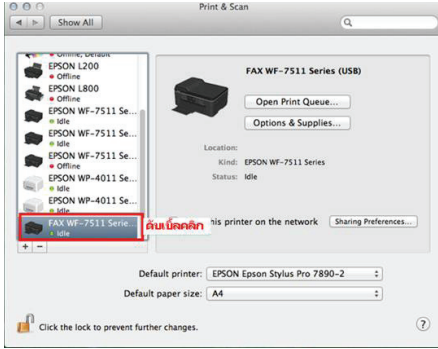 Print & Scan
Show All
Offline, Default
EPSON L200
Offline
EPSON L800
Offline
EPSON WF-7511 Se...
Idle
EPSON WF-7511 Se...
Idle
EPSON WF-7511 Se...
Offline
EPSON WP-4011 Se...
Idle
EPSON WP-4011 Se...
Idle
FAX WF-7511 Serie...
Idle
ดับเบิ้ลคลิก
+ −
FAX WF-7511 Series (USB)
Open Print Queue...
Options & Supplies...
Location:
Kind: EPSON WF-7511 Series
Status: Idle
his printer on the network
Sharing Preferences...
Default printer: EPSON Epson Stylus Pro 7890-2
Default paper size: A4
Click the lock to prevent further changes.
?